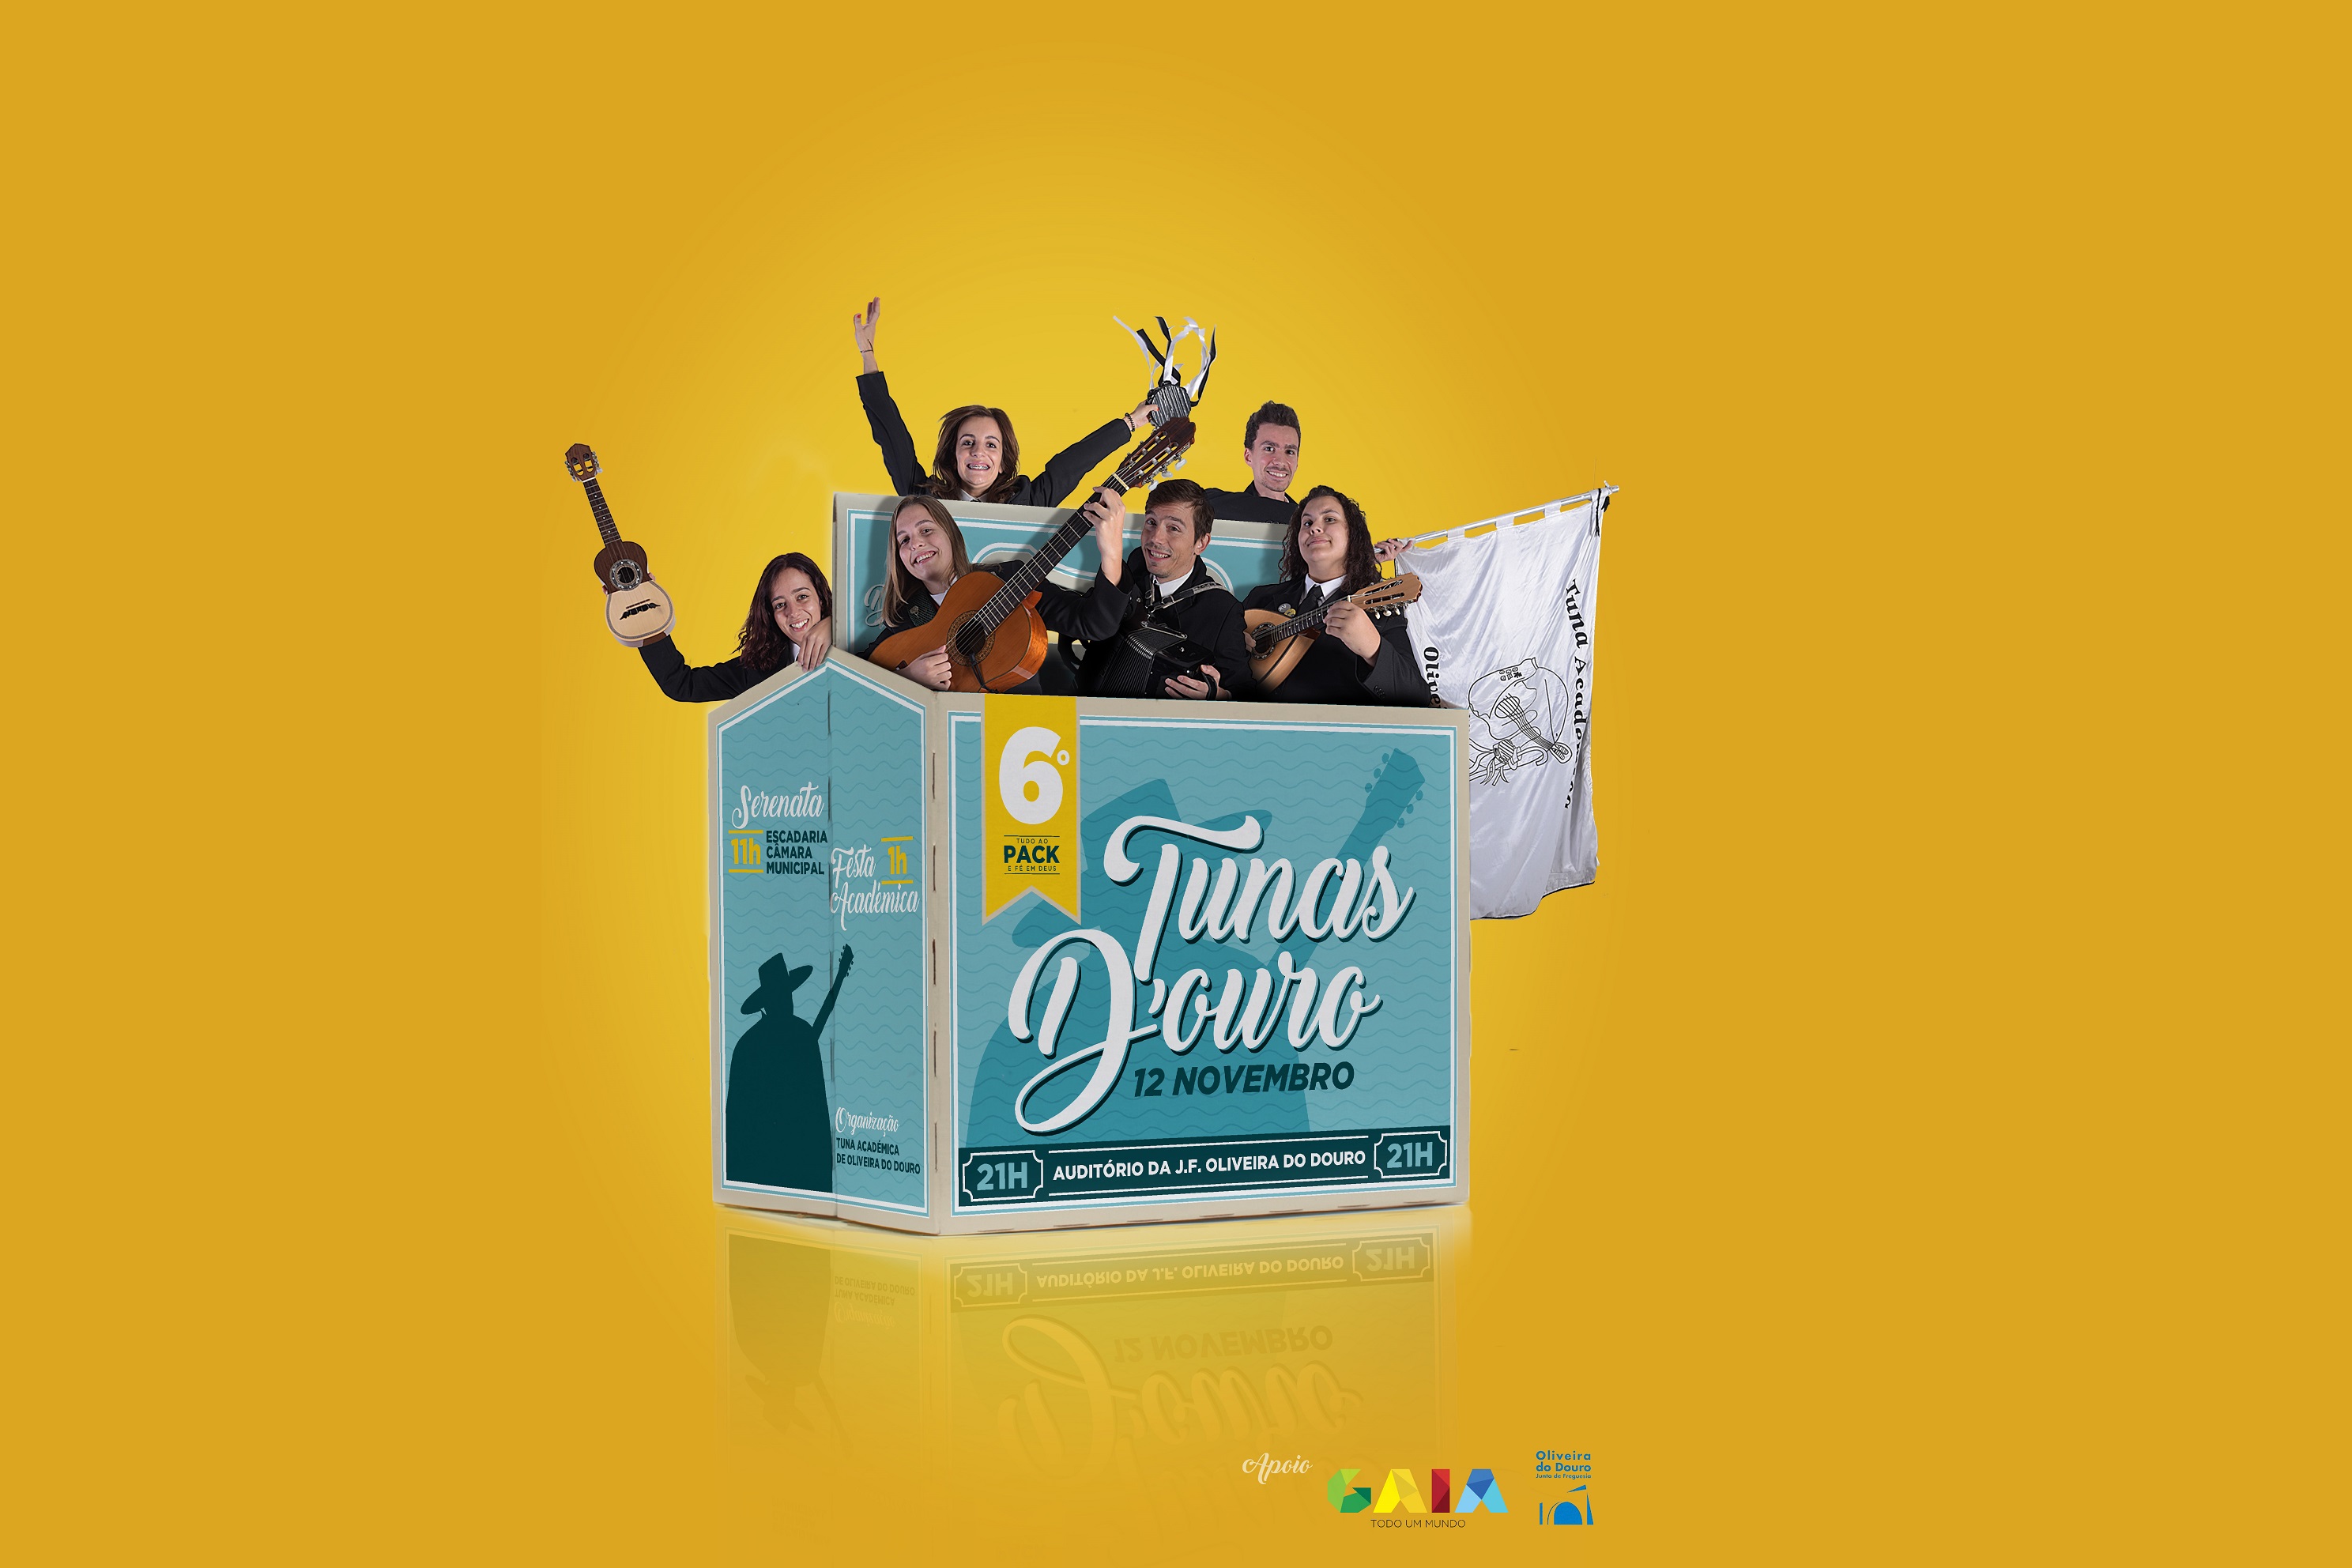 Tuna Académica
Serenata
11h
ESCADARIA
CÂMARA
MUNICIPAL
Festa
1h
Académica
Organização
TUNA ACADÉMICA
DE OLIVEIRA DO DOURO
6º
TUDO AO
PACK
E FÉ EM DEUS
Tunas
D'ouro
12 NOVEMBRO
21H
AUDITÓRIO DA J.F. OLIVEIRA DO DOURO
21H
Apoio
GAIA
TODO UM MUNDO
Oliveira
do Douro
Junta de Freguesia